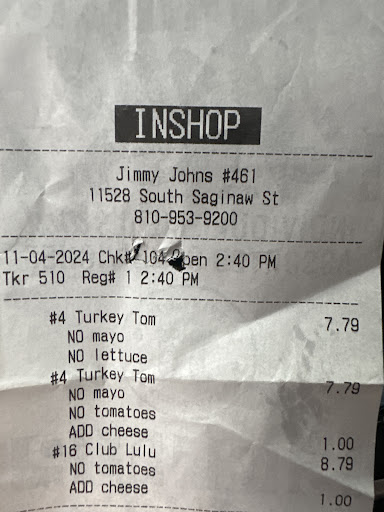 INSHOP
Jimmy Johns #461
11528 South Saginaw St
810-953-9200
11-04-2024 Chk# 104 Open 2:40 PM
Tkr 510 Reg# 1 2:40 PM
#4 Turkey Tom 7.79
NO mayo
NO lettuce
#4 Turkey Tom 7.79
NO mayo
NO tomatoes
ADD cheese 1.00
#16 Club Lulu 8.79
NO tomatoes
ADD cheese 1.00